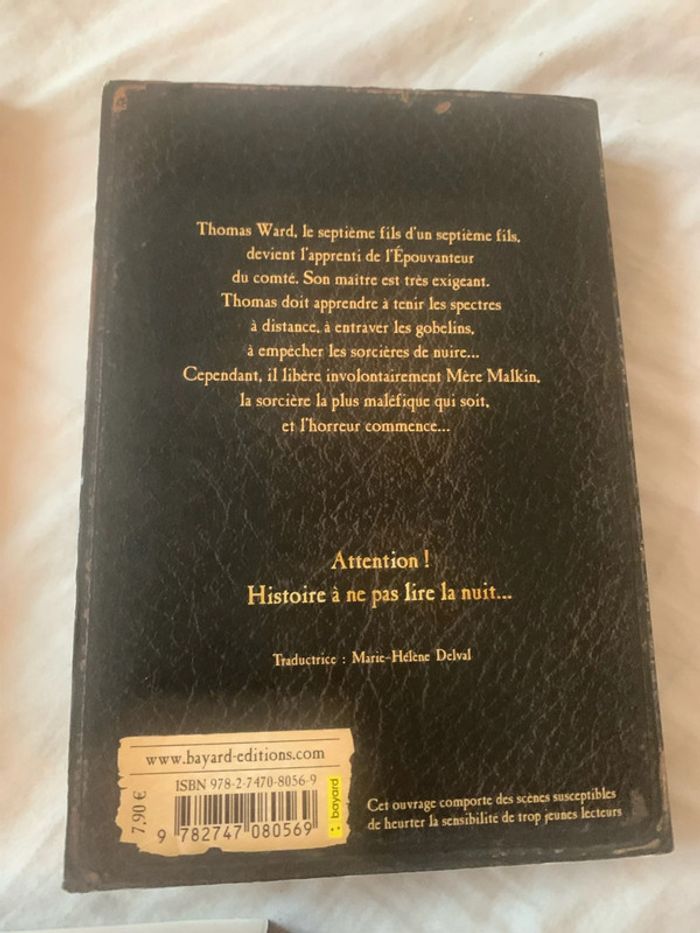 Thomas Ward, le septième fils d'un septième fils,
devient l'apprenti de l'Épouvanteur
du comté. Son maître est très exigeant.
Thomas doit apprendre à tenir les spectres
à distance, à entraver les gobelins,
à empêcher les sorcières de nuire...
Cependant, il libère involontairement Mère Malkin,
la sorcière la plus maléfique qui soit,
et l'horreur commence...
Attention !
Histoire à ne pas lire la nuit...
Traductrice : Marie-Hélène Delval
www.bayard-editions.com
ISBN 978-2-7470-8056-9
7,90 €
9 782747 080569
bayard
Cet ouvrage comporte des scènes susceptibles
de heurter la sensibilité de trop jeunes lecteurs